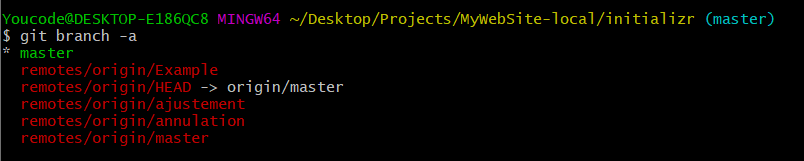 Youcode@DESKTOP-E186QC8 MINGW64 ~/Desktop/Projects/MyWebSite-local/initializr (master)
$ git branch -a
* master
  remotes/origin/Example
  remotes/origin/HEAD -> origin/master
  remotes/origin/ajustement
  remotes/origin/annulation
  remotes/origin/master